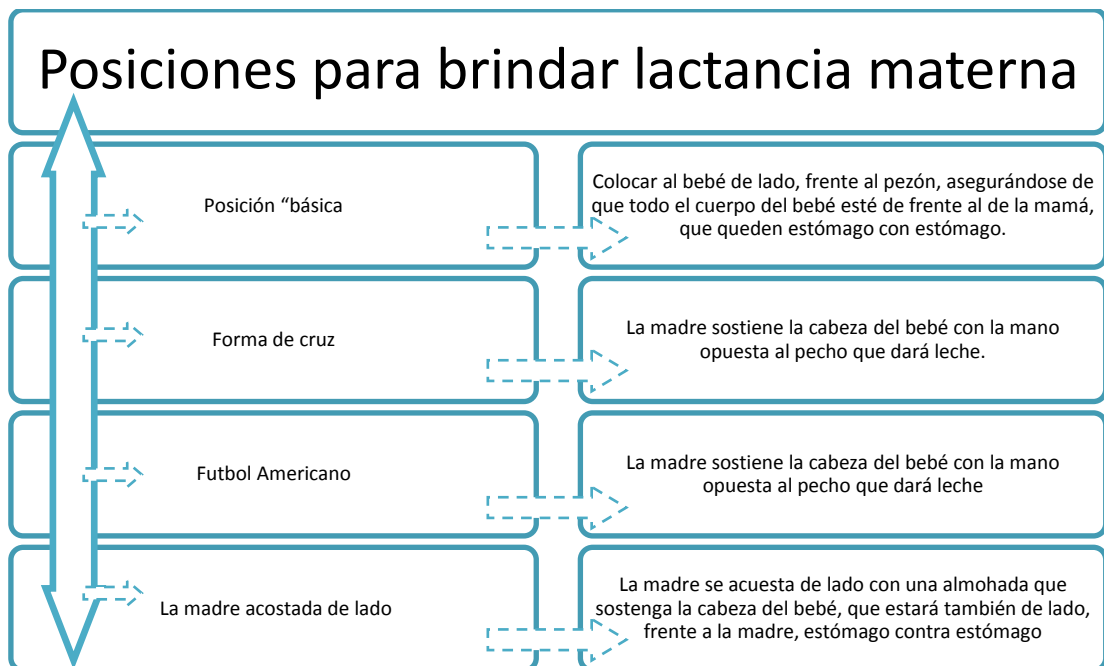 Posiciones para brindar lactancia materna
Posición “básica
Colocar al bebé de lado, frente al pezón, asegurándose de
que todo el cuerpo del bebé esté de frente al de la mamá,
que queden estómago con estómago.
Forma de cruz
La madre sostiene la cabeza del bebé con la mano
opuesta al pecho que dará leche.
Futbol Americano
La madre sostiene la cabeza del bebé con la mano
opuesta al pecho que dará leche
La madre acostada de lado
La madre se acuesta de lado con una almohada que
sostenga la cabeza del bebé, que estará también de lado,
frente a la madre, estómago contra estómago